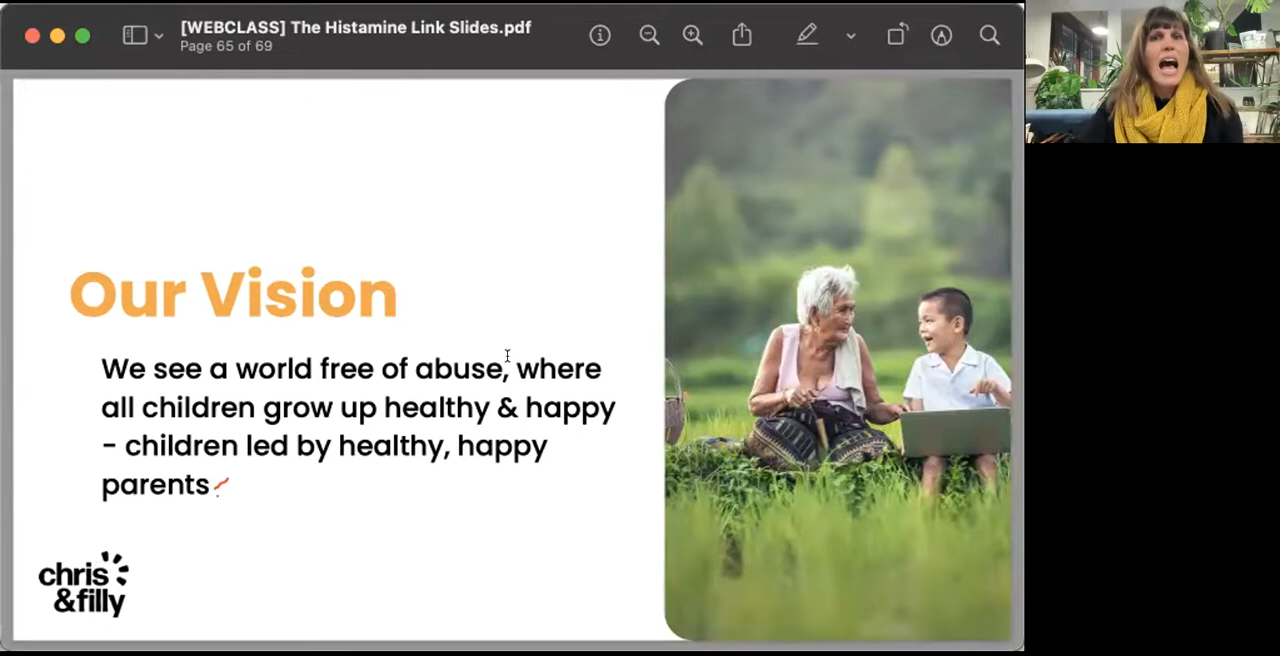 [WEBCLASS] The Histamine Link Slides.pdf
Page 65 of 69
Our Vision
We see a world free of abuse, where
all children grow up healthy & happy
- children led by healthy, happy
parents
chris
&filly